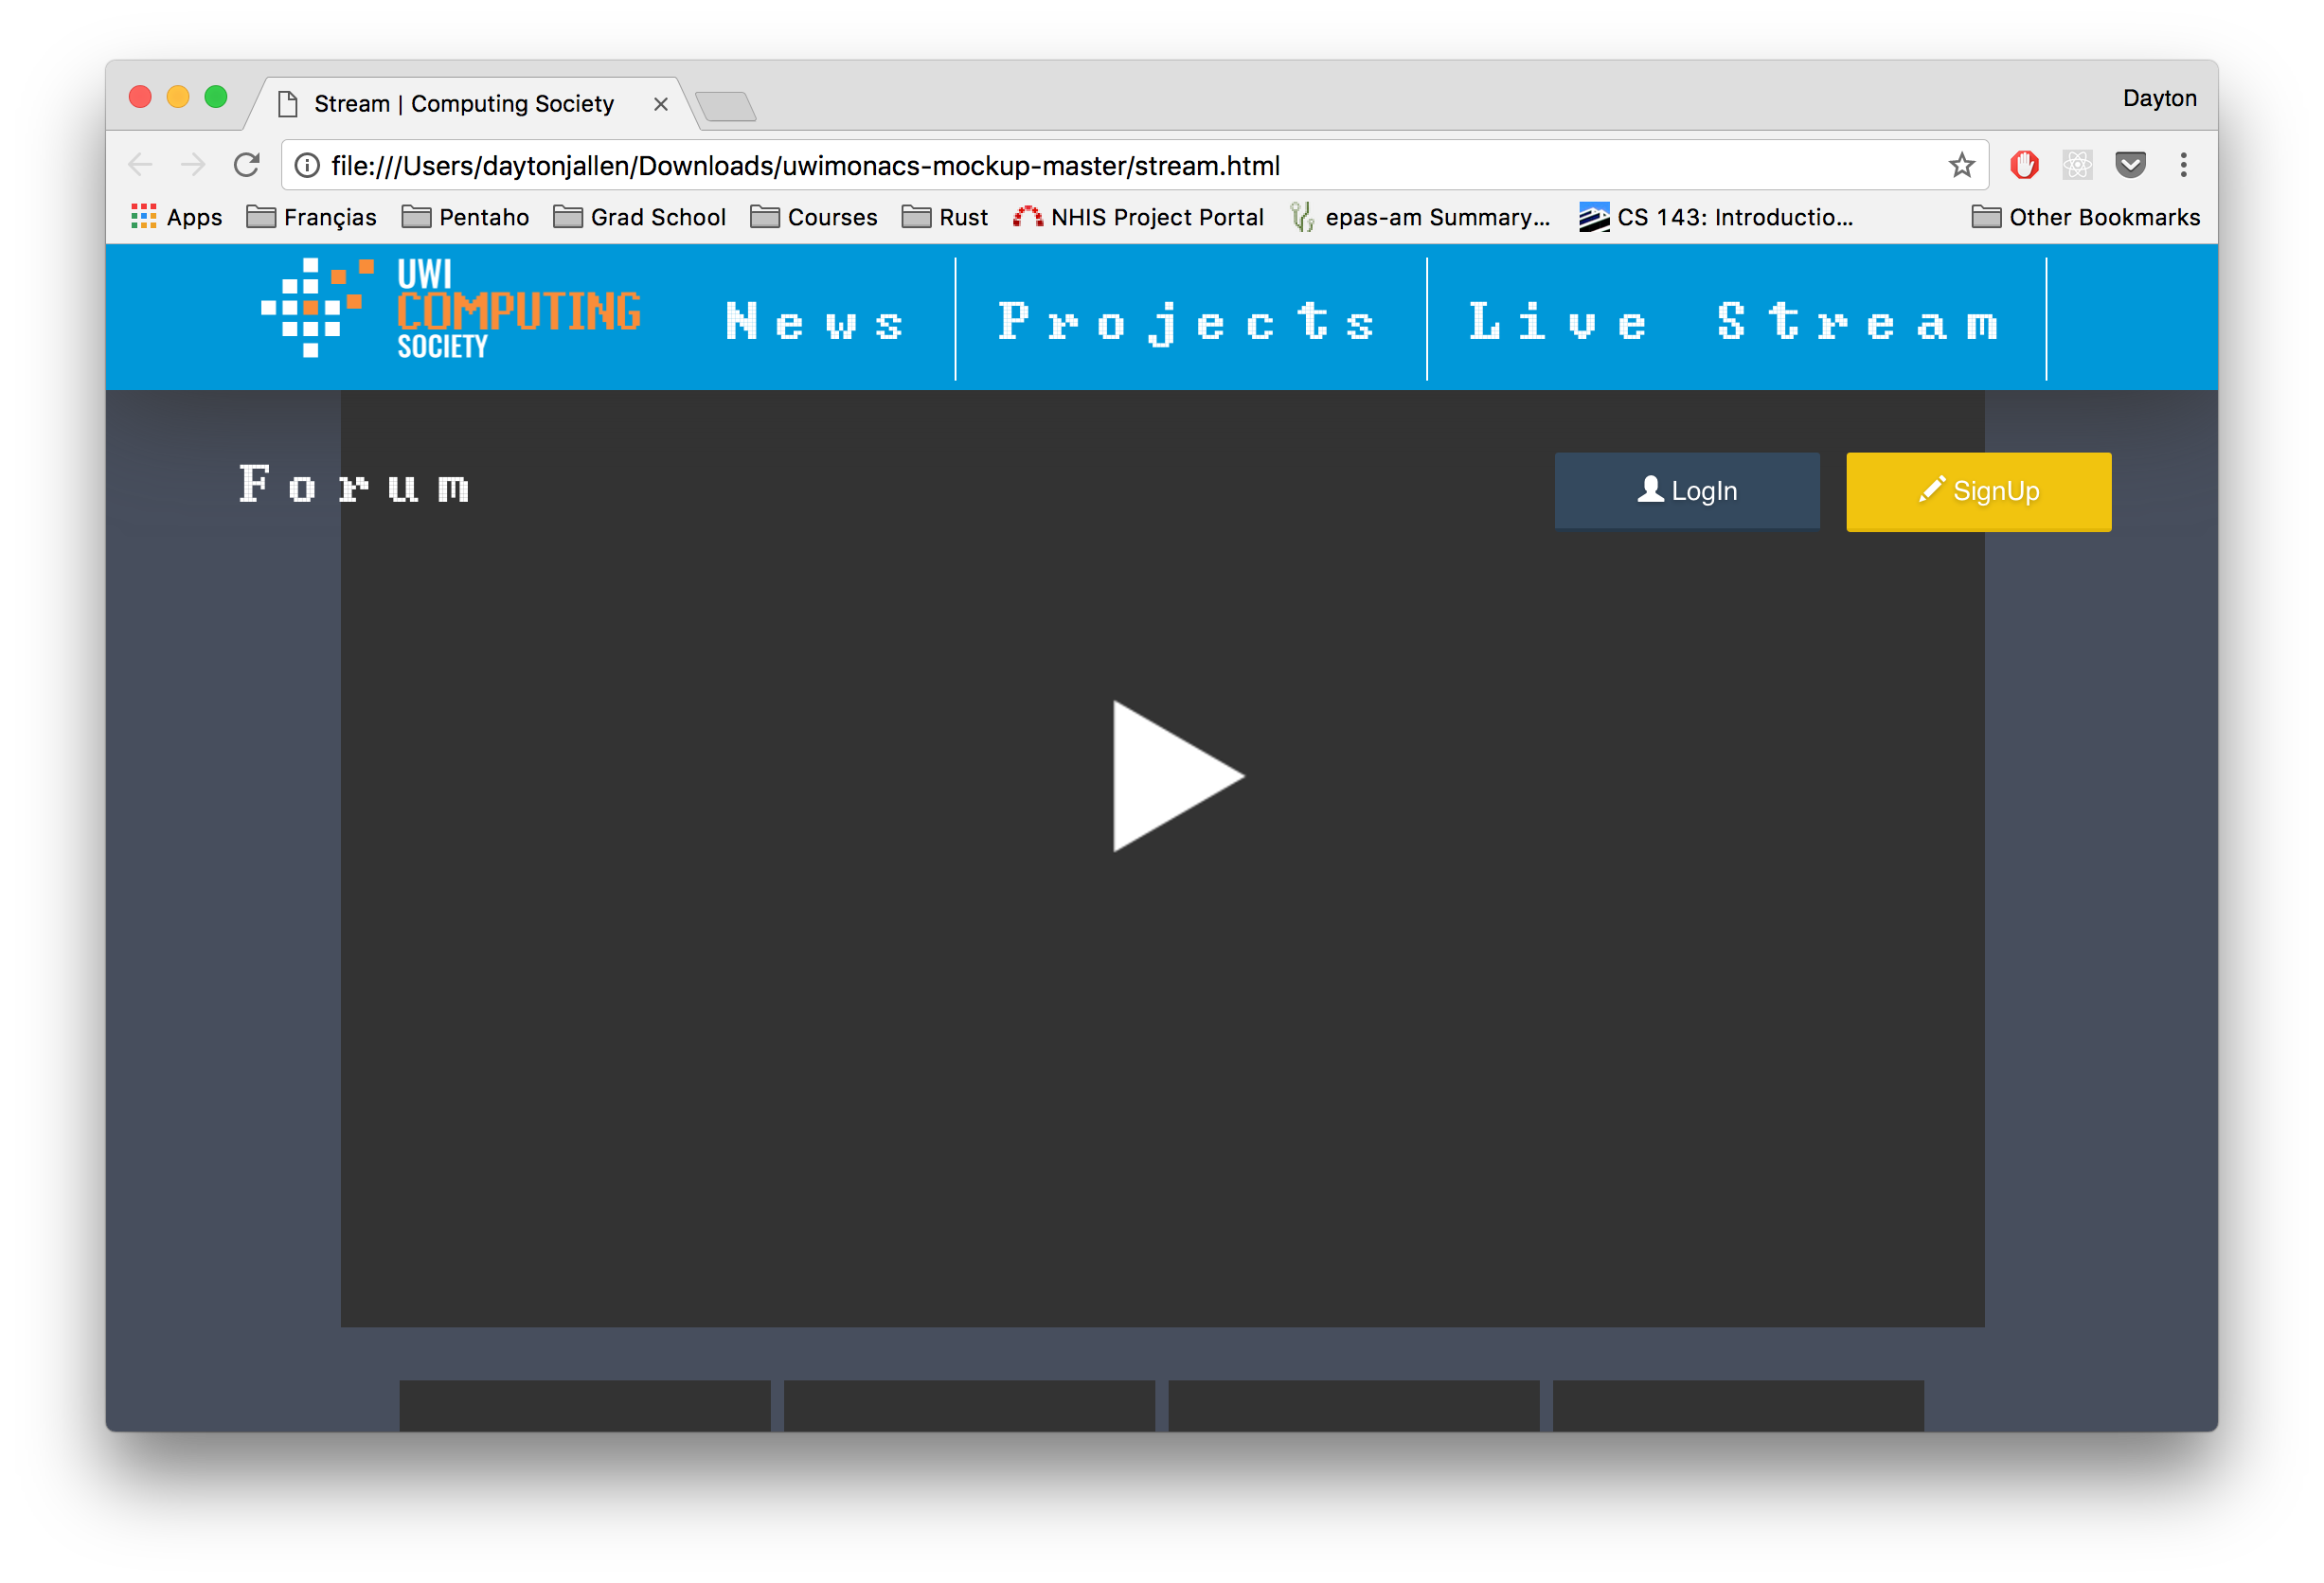 Stream | Computing Society
Dayton
file:///Users/daytonjallen/Downloads/uwimonacs-mockup-master/stream.html
Apps Françias Pentaho Grad School Courses Rust NHIS Project Portal epas-am Summary... CS 143: Introductio... Other Bookmarks
UWI
COMPUTING
SOCIETY
News Projects Live Stream
Forum LogIn SignUp